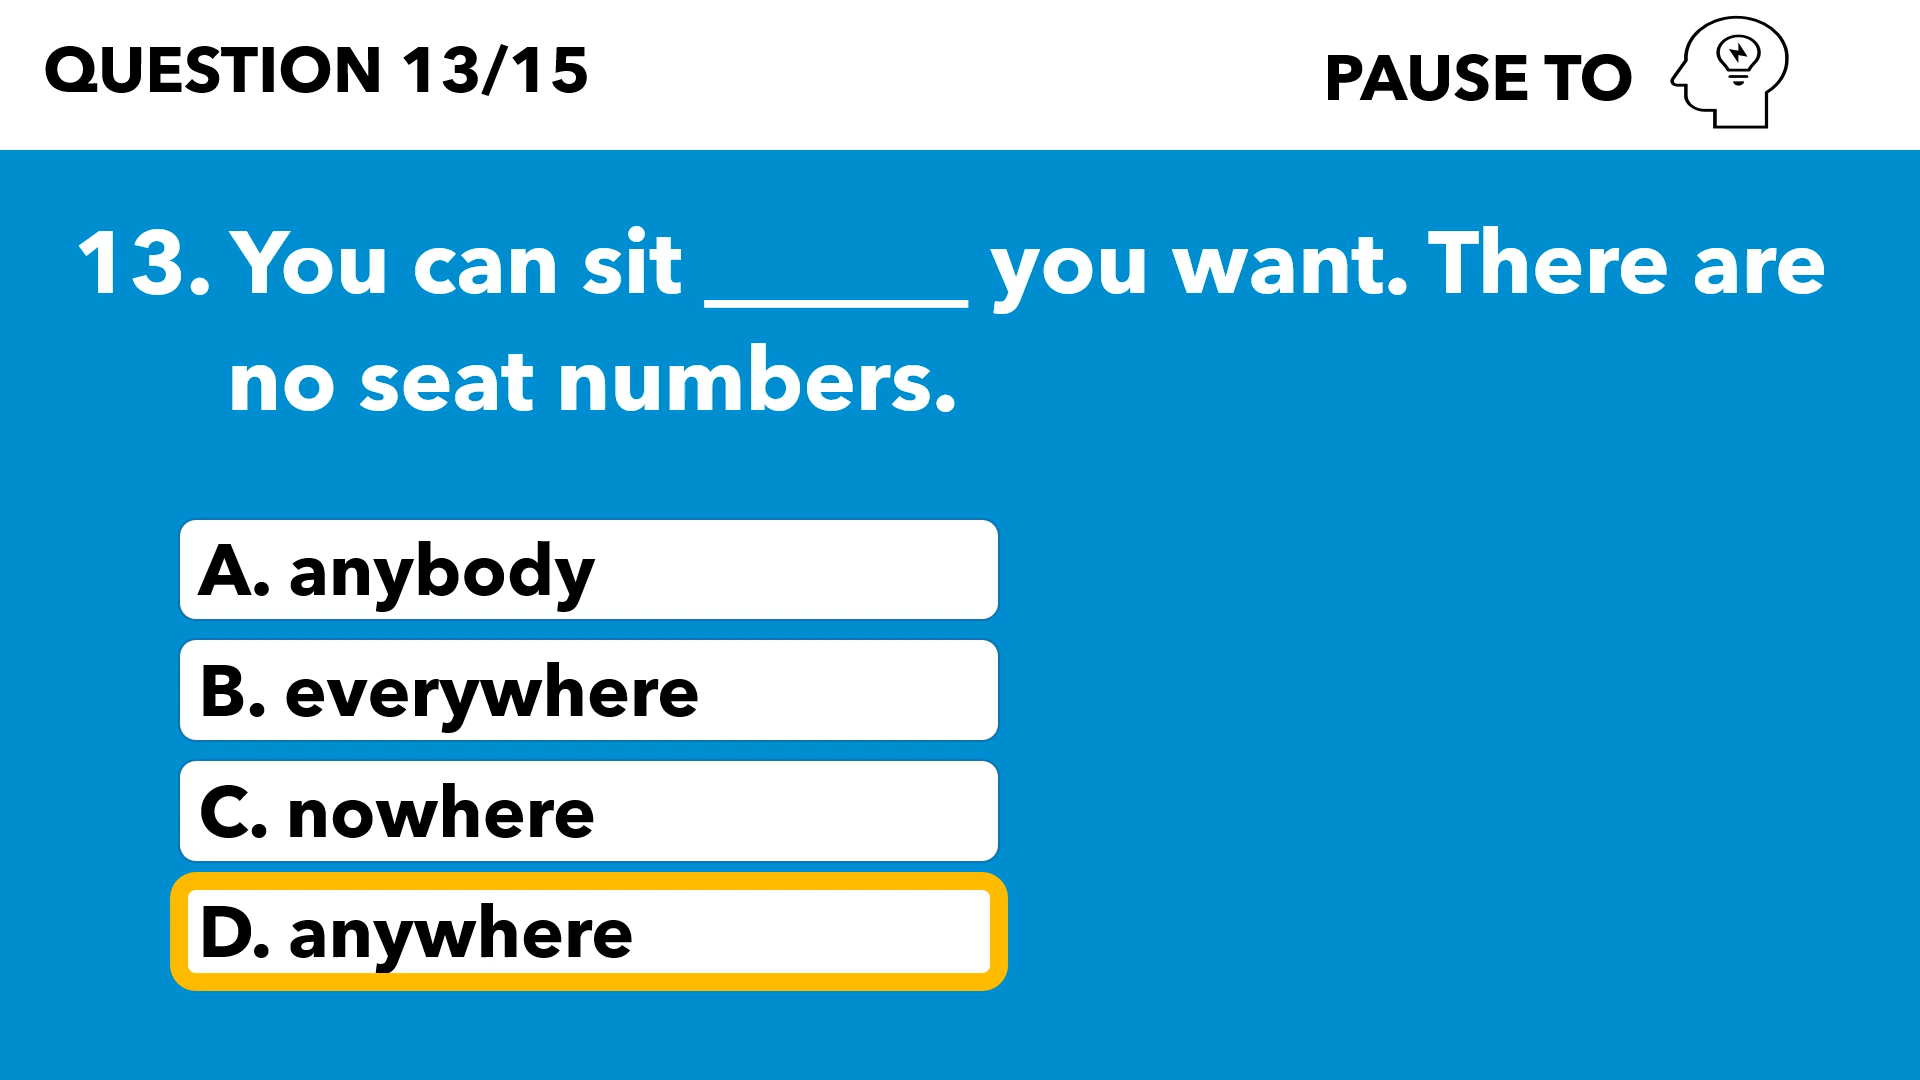 QUESTION 13/15
PAUSE TO
13. You can sit ______ you want. There are
no seat numbers.
A. anybody
B. everywhere
C. nowhere
D. anywhere